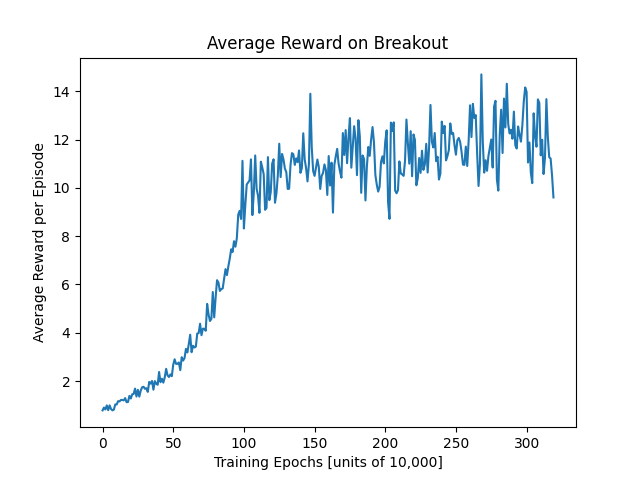 Average Reward on Breakout
Average Reward per Episode
14
12
10
8
6
4
2
0 50 100 150 200 250 300
Training Epochs [units of 10,000]